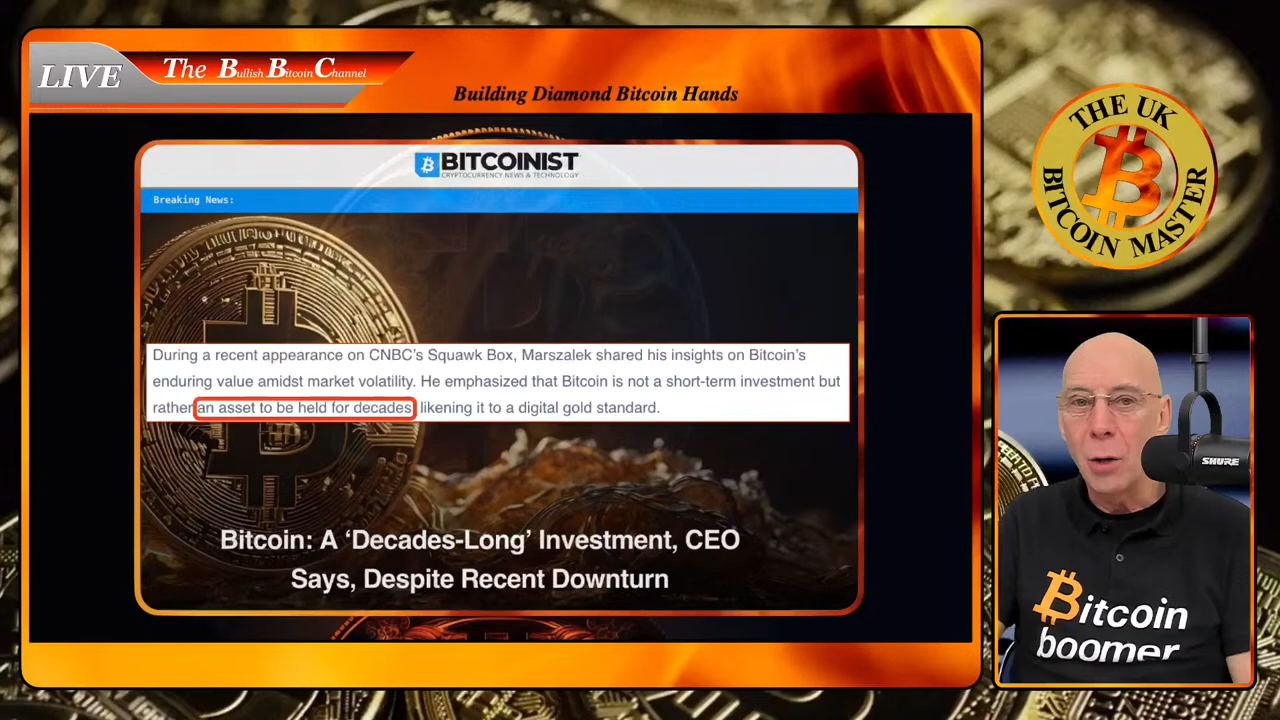 LIVE
The Bullish Bitcoin Channel
Building Diamond Bitcoin Hands
THE UK
BITCOIN MASTER
BITCOINIST
CRYPTOCURRENCY NEWS & TECHNOLOGY
Breaking News:
During a recent appearance on CNBC's Squawk Box, Marszalek shared his insights on Bitcoin's
enduring value amidst market volatility. He emphasized that Bitcoin is not a short-term investment but
rather an asset to be held for decades, likening it to a digital gold standard.
Bitcoin: A ‘Decades-Long’ Investment, CEO
Says, Despite Recent Downturn
SHURE
Bitcoin
boomer